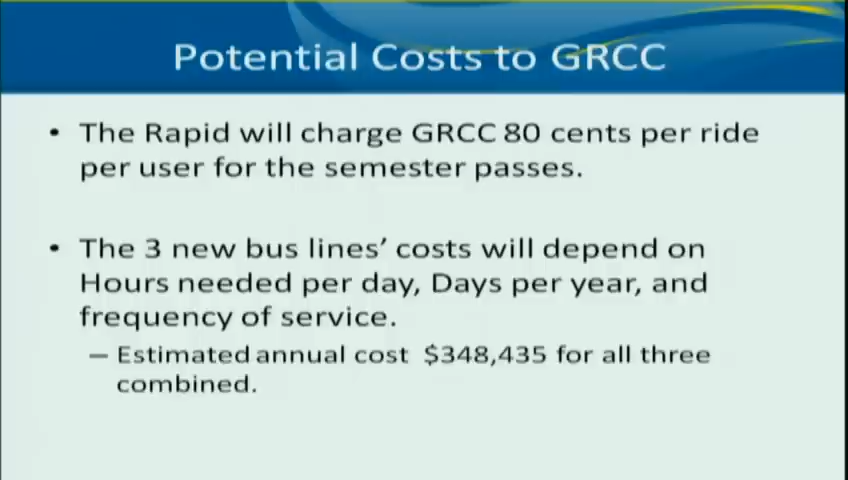 Potential Costs to GRCC
• The Rapid will charge GRCC 80 cents per ride
per user for the semester passes.
• The 3 new bus lines’ costs will depend on
Hours needed per day, Days per year, and
frequency of service.
– Estimated annual cost $348,435 for all three
combined.